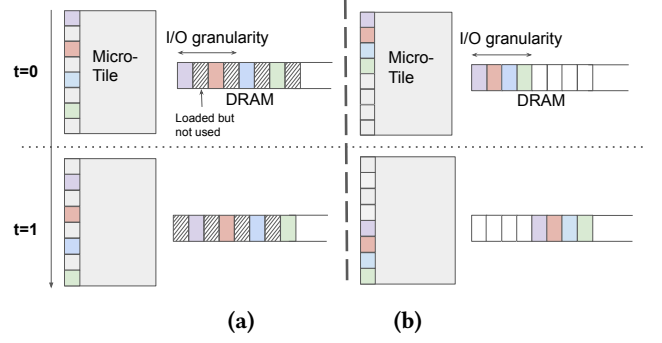 I/O granularity
t=0
Micro-
Tile
DRAM
Loaded but
not used
I/O granularity
Micro-
Tile
DRAM
t=1
(a)
(b)